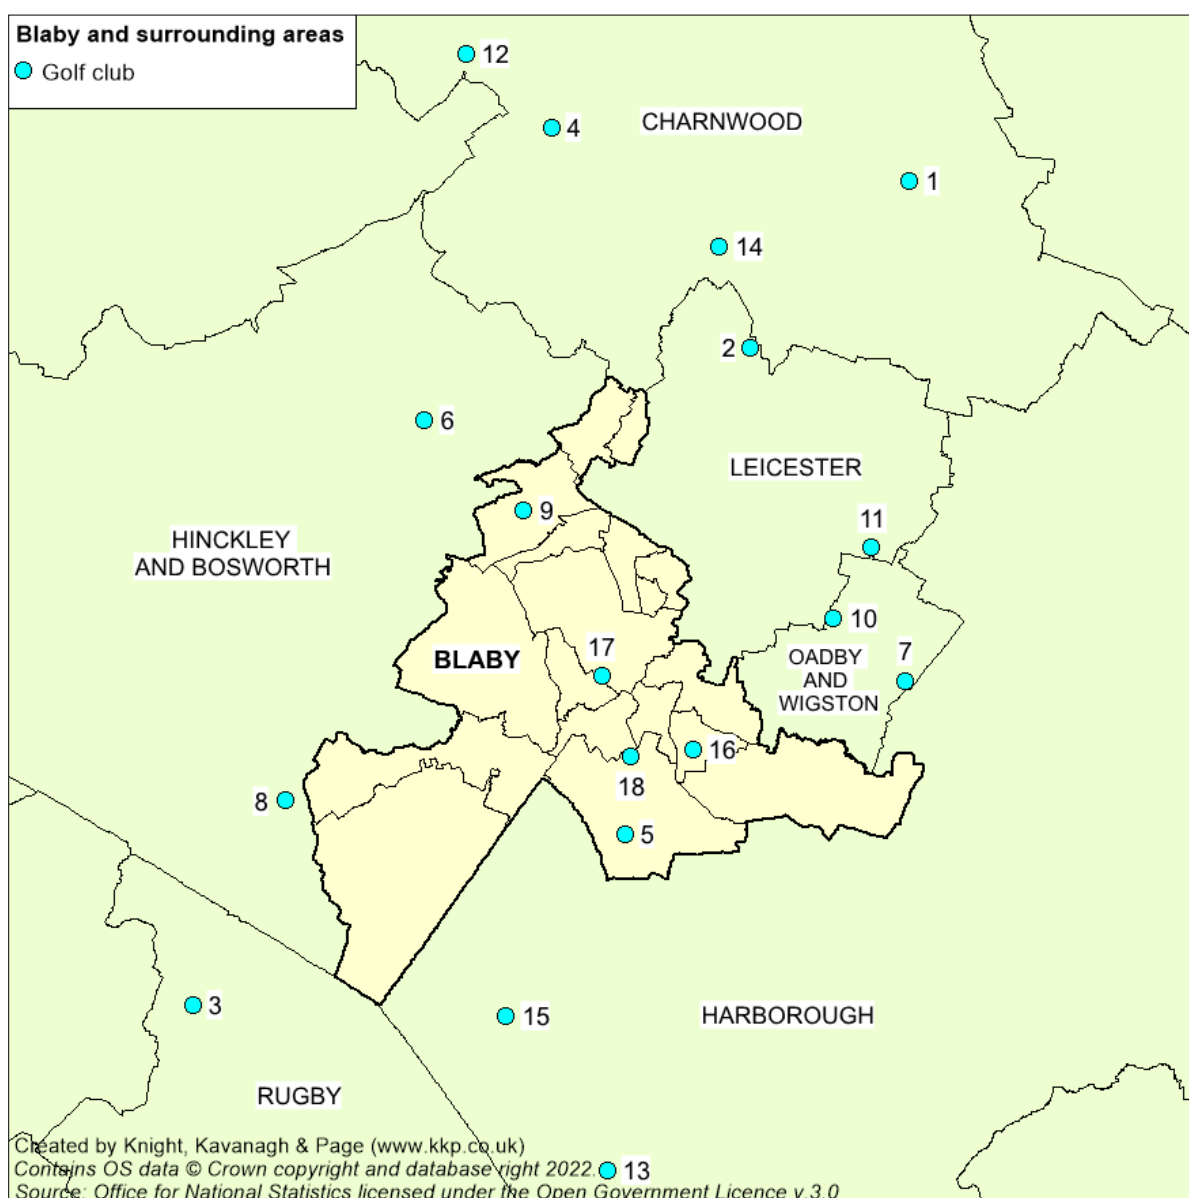 Blaby and surrounding areas
Golf club
12
4
CHARNWOOD
1
14
2
6
LEICESTER
9
11
HINCKLEY
AND BOSWORTH
10
17
7
BLABY
OADBY
AND
WIGSTON
16
18
8
5
3
15
HARBOROUGH
RUGBY
Created by Knight, Kavanagh & Page (www.kkp.co.uk)
Contains OS data © Crown copyright and database right 2022.
13
Source: Office for National Statistics licensed under the Open Government Licence v.3.0